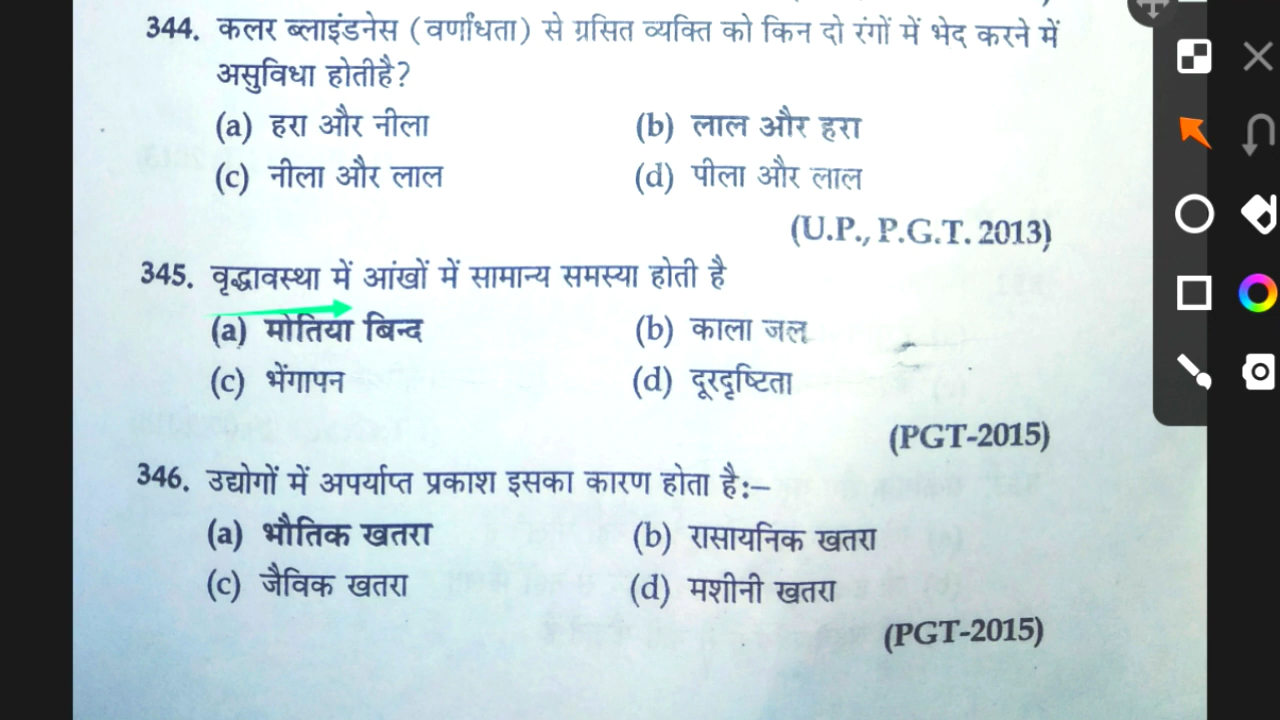 344. कलर ब्लाइंडनेस (वर्णांधता) से ग्रसित व्यक्ति को किन दो रंगों में भेद करने में
असुविधा होतीहै?
(a) हरा और नीला (b) लाल और हरा
(c) नीला और लाल (d) पीला और लाल
(U.P., P.G.T. 2013)
345. वृद्धावस्था में आंखों में सामान्य समस्या होती है
(a) मोतिया बिन्द (b) काला जल
(c) भेंगापन (d) दूरदृष्टिता
(PGT-2015)
346. उद्योगों में अपर्याप्त प्रकाश इसका कारण होता है:–
(a) भौतिक खतरा (b) रासायनिक खतरा
(c) जैविक खतरा (d) मशीनी खतरा
(PGT-2015)